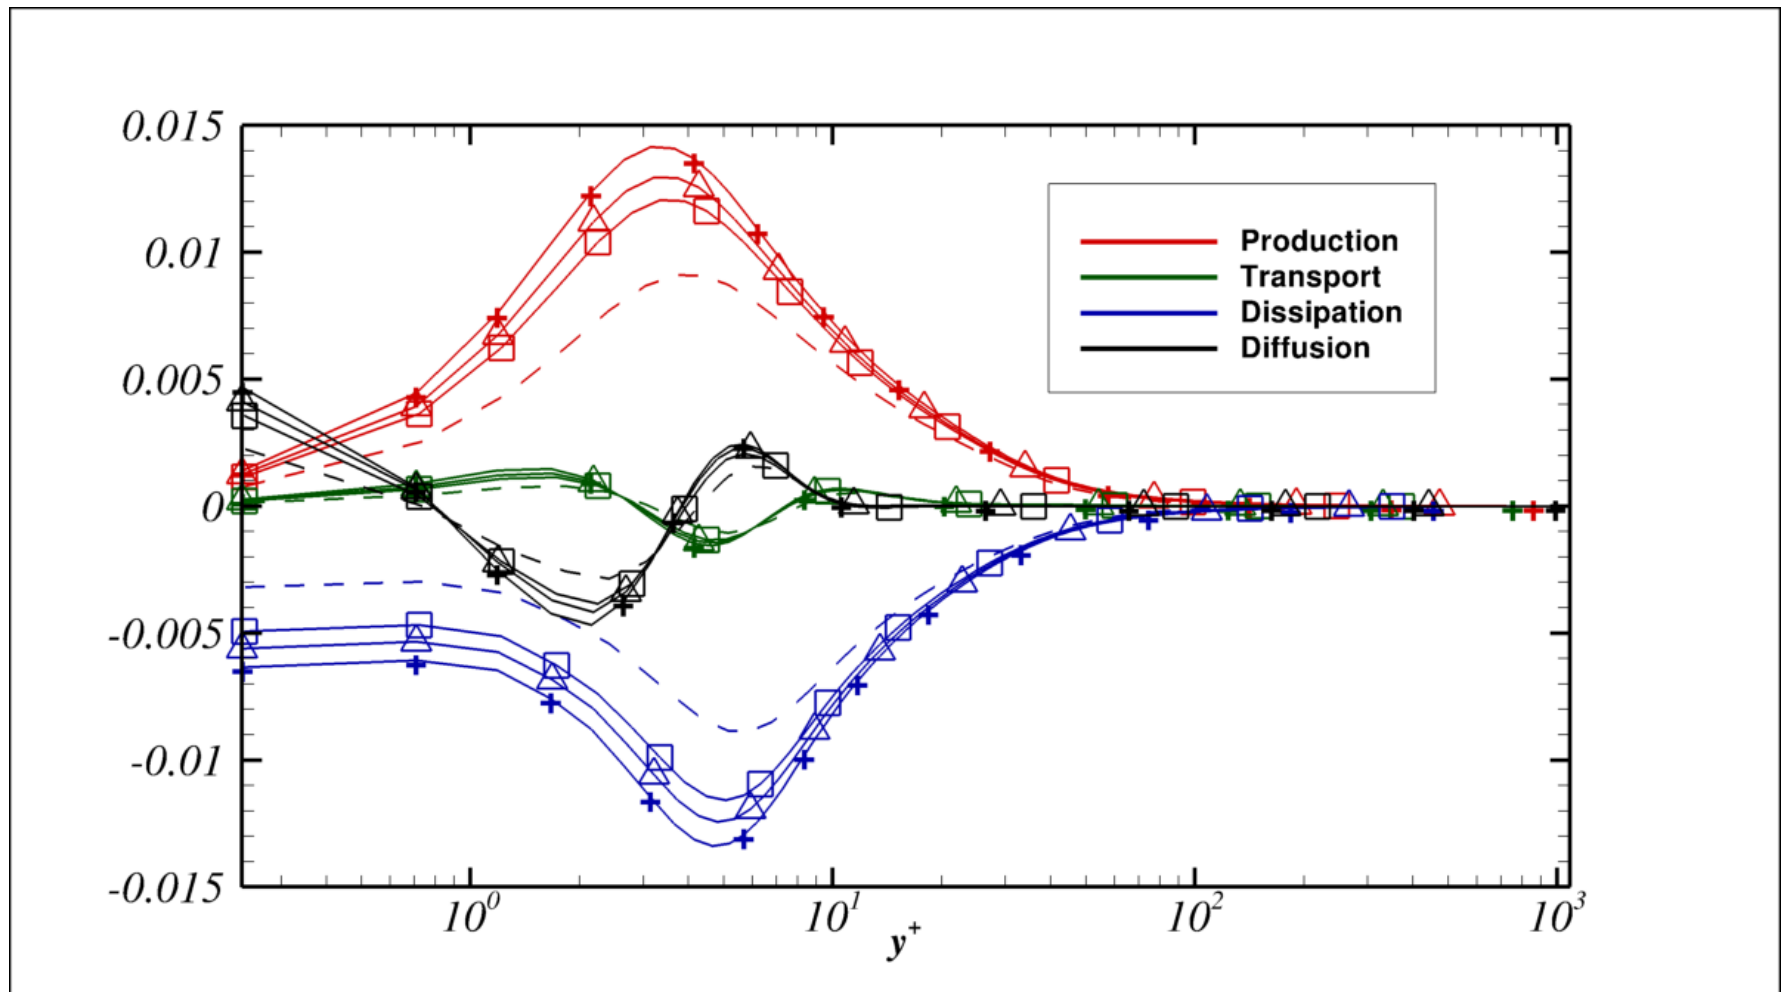 0.015
0.01
0.005
0
-0.005
-0.01
-0.015
10⁰ 10¹ 10² 10³
y⁺
Production
Transport
Dissipation
Diffusion